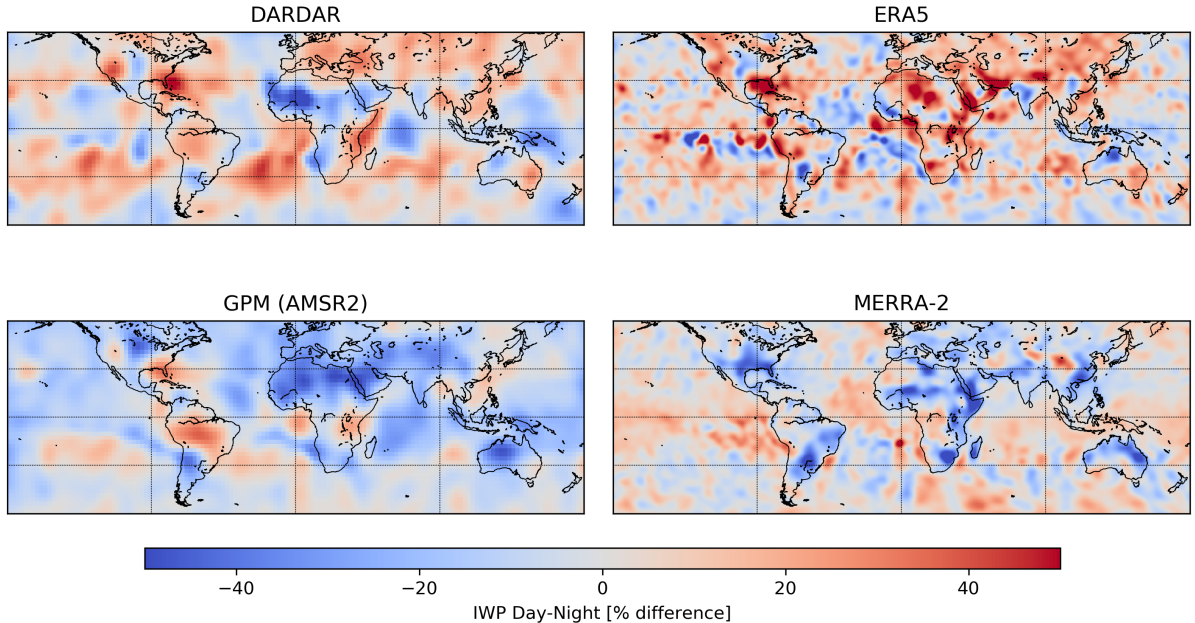 DARDAR
ERA5
GPM (AMSR2)
MERRA-2
−40 −20 0 20 40
IWP Day-Night [% difference]